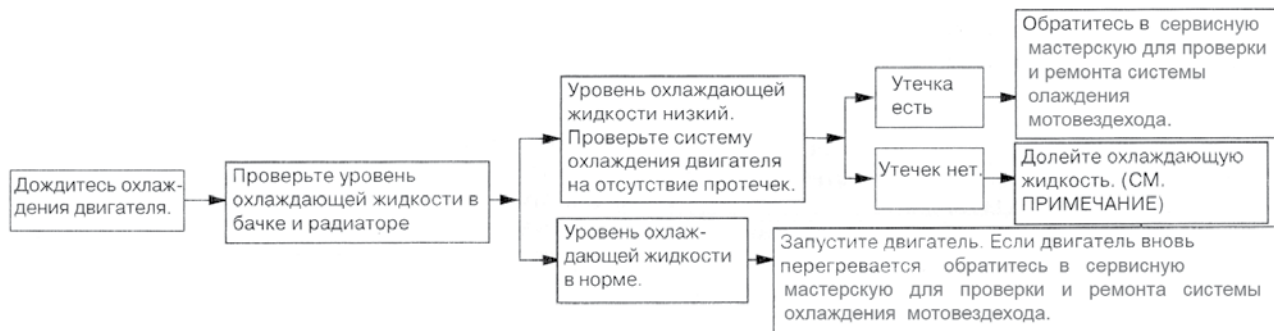 Дождитесь охлаж-
дения двигателя.
Проверьте уровень
охлаждающей жидкости в
бачке и радиаторе
Уровень охлаждающей
жидкости низкий.
Проверьте систему
охлаждения двигателя
на отсутствие протечек.
Утечка
есть
Обратитесь в сервисную
мастерскую для проверки
и ремонта системы
олаждения
мотовездехода.
Утечек нет.
Долейте охлаждающую
жидкость. (СМ.
ПРИМЕЧАНИЕ)
Уровень охлаж-
дающей жидкости
в норме.
Запустите двигатель. Если двигатель вновь
перегревается обратитесь в сервисную
мастерскую для проверки и ремонта системы
охлаждения мотовездехода.